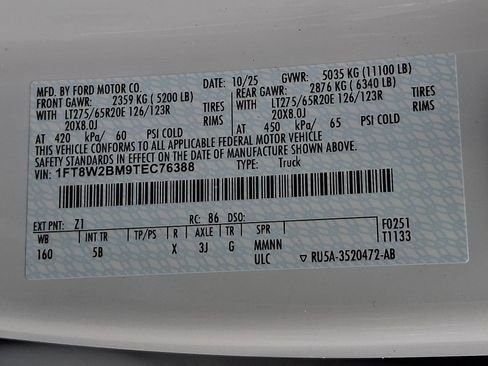 MFD. BY FORD MOTOR CO.
DATE: 10/25 GVWR: 5035 KG (11100 LB)
FRONT GAWR: 2359 KG ( 5200 LB) REAR GAWR: 2876 KG ( 6340 LB)
WITH LT275/65R20E 126/123R TIRES WITH LT275/65R20E 126/123R TIRES
20X8.0J RIMS 20X8.0J RIMS
AT 420 kPa/ 60 PSI COLD AT 450 kPa/ 65 PSI COLD
THIS VEHICLE CONFORMS TO ALL APPLICABLE FEDERAL MOTOR VEHICLE
SAFETY STANDARDS IN EFFECT ON THE DATE OF MANUFACTURE SHOWN ABOVE.
VIN: 1FT8W2BM9TEC76388 TYPE: Truck
EXT PNT: Z1 RC: 86 DSO: F0251
WB INT TR TP/PS R AXLE TR SPR T1133
160 5B X 3J G MMNN
ULC ▽ RU5A-3520472-AB